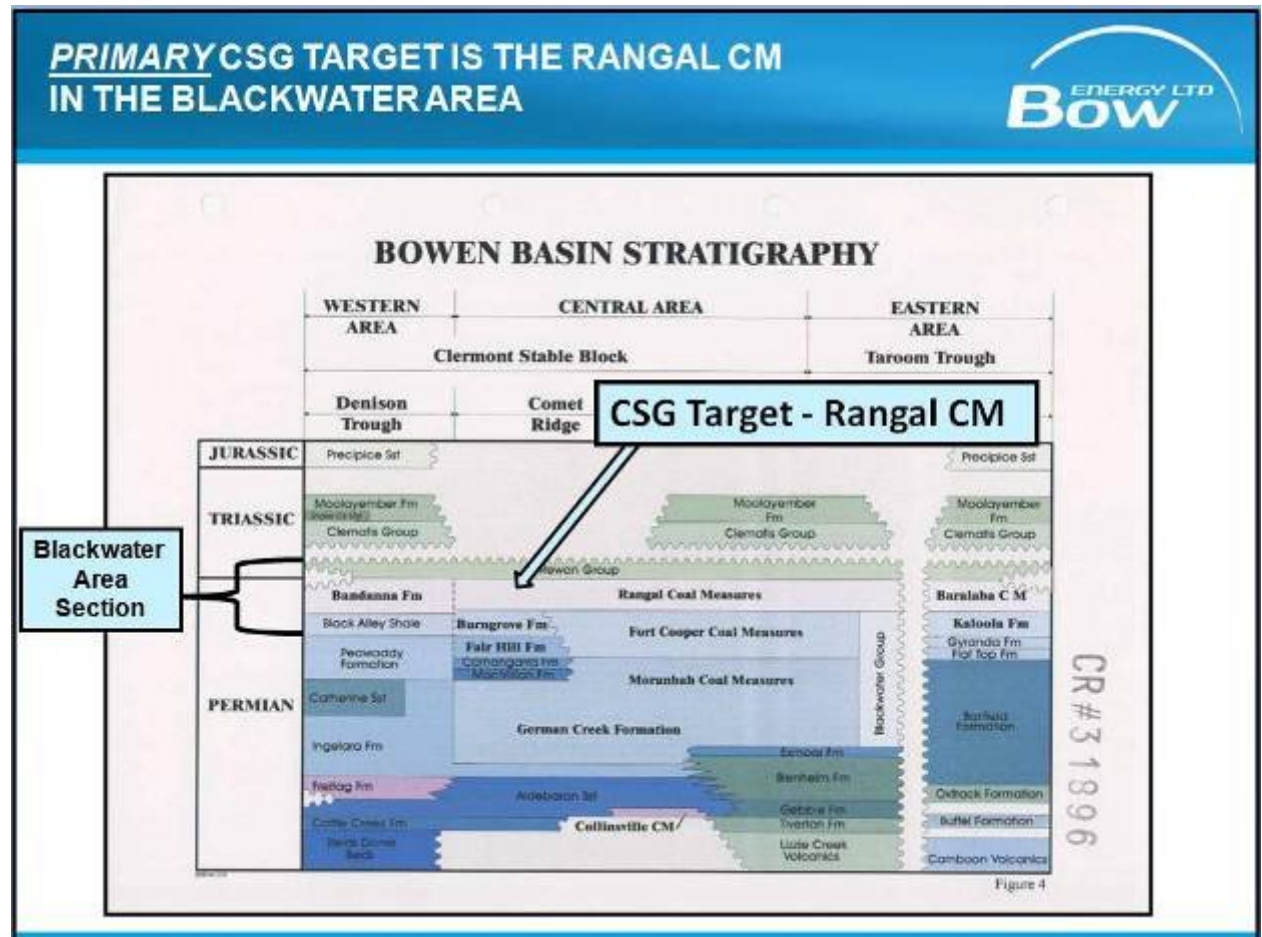 PRIMARY CSG TARGET IS THE RANGAL CM
IN THE BLACKWATER AREA
BOW
ENERGY LTD
BOWEN BASIN STRATIGRAPHY
WESTERN
AREA
CENTRAL AREA
EASTERN
AREA
Clermont Stable Block
Taroom Trough
Denison
Trough
Comet
Ridge
CSG Target - Rangal CM
JURASSIC
Precipice Sst
Precipice Sst
TRIASSIC
Moolayember Fm
Clematis Group
Moolayember
Fm
Clematis Group
Moolayember
Fm
Clematis Group
Blackwater
Area
Section
Rewan Group
Bandanna Fm
Rangal Coal Measures
Baralaba C M
Black Alley Shale
Burngrove Fm
Fort Cooper Coal Measures
Kaloola Fm
Peawaddy
Formation
Fair Hill Fm
Gyranda Fm
Flat Top Fm
Macmillan Fm
Moranbah Coal Measures
Blackwater Group
PERMIAN
Catherine Sst
German Creek Formation
Barfield
Formation
Ingelara Fm
Exmoor Fm
Blenheim Fm
Freitag Fm
Aldebaran Sst
Oxtrack Formation
Gebbie Fm
Cattle Creek Fm
Collinsville CM
Tiverton Fm
Buffel Formation
Reids Dome
Beds
Lizzie Creek
Volcanics
Camboon Volcanics
Figure 4
CR#31896